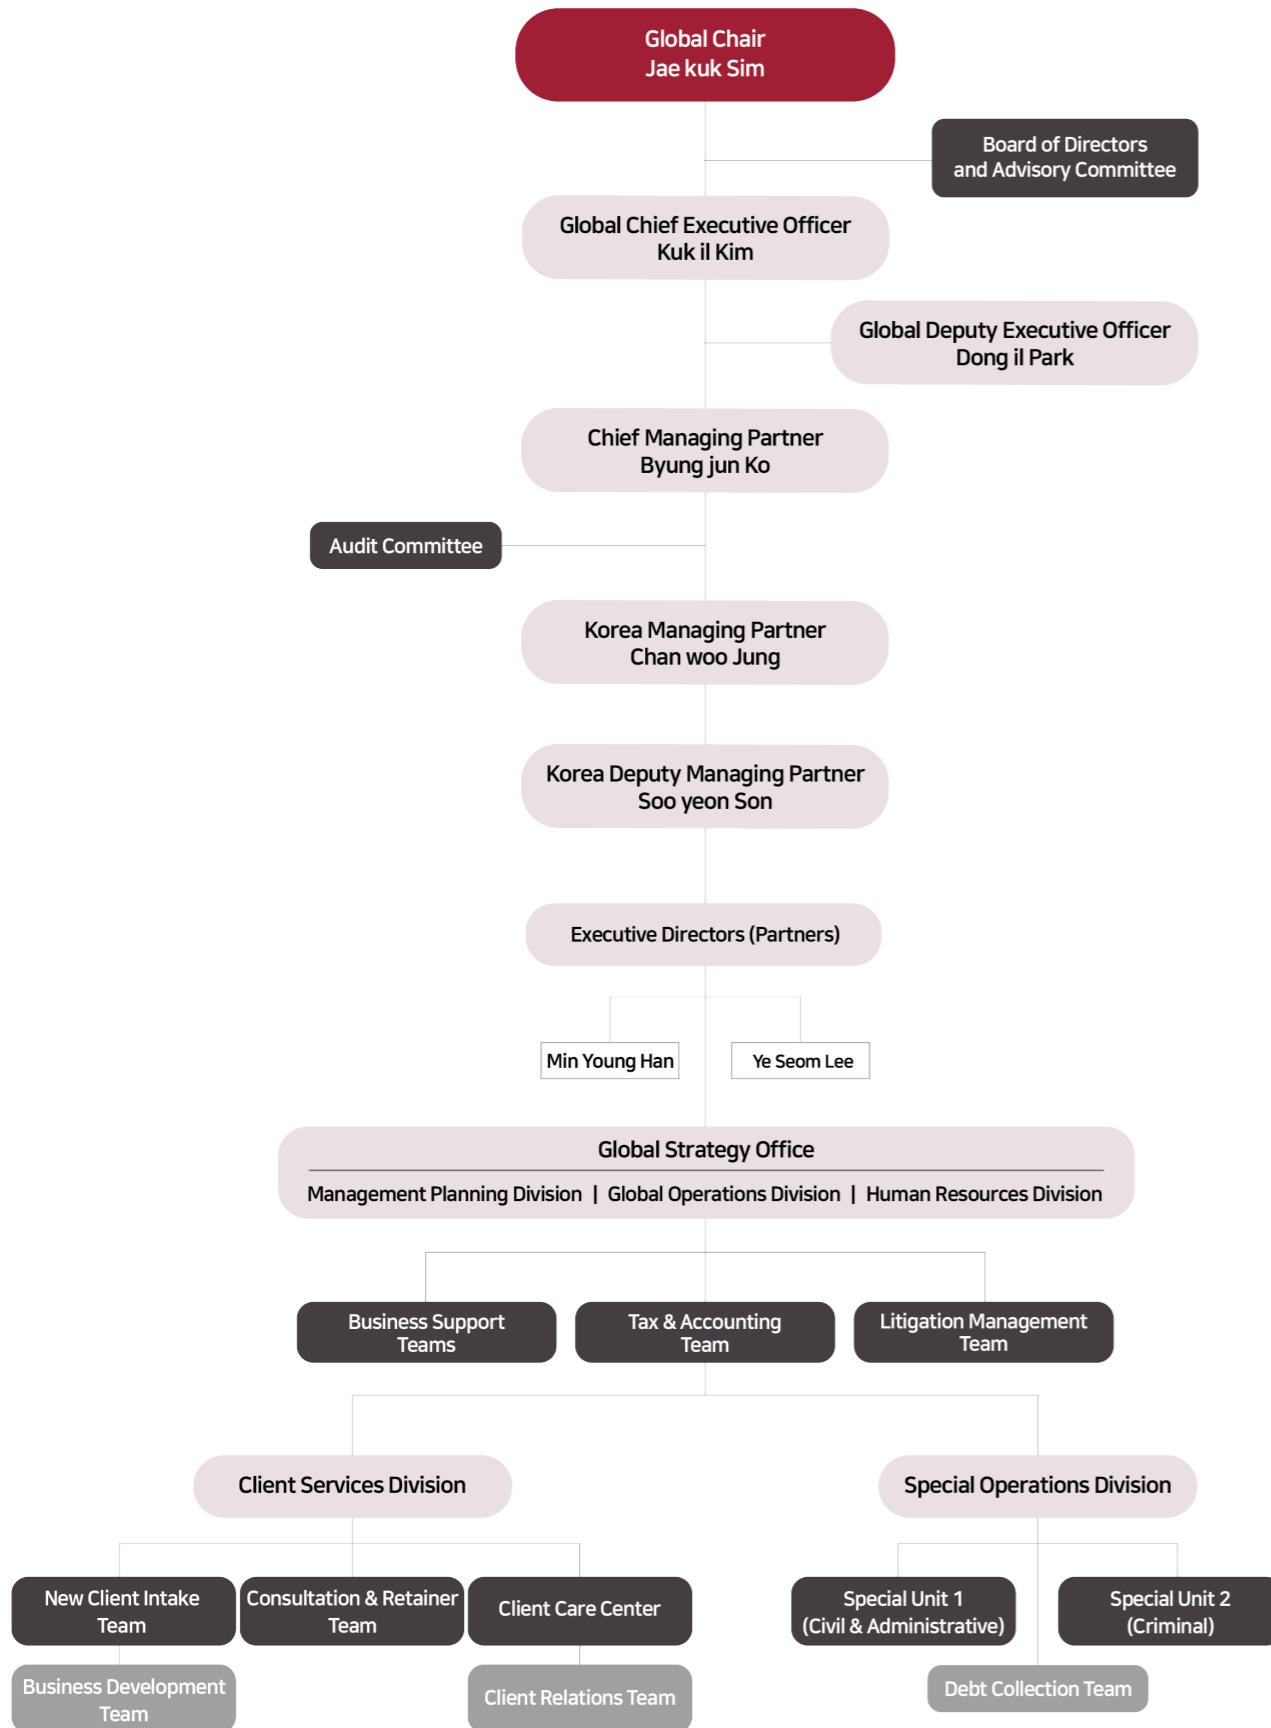 Global Chair
Jae kuk Sim
Board of Directors
and Advisory Committee
Global Chief Executive Officer
Kuk il Kim
Global Deputy Executive Officer
Dong il Park
Chief Managing Partner
Byung jun Ko
Audit Committee
Korea Managing Partner
Chan woo Jung
Korea Deputy Managing Partner
Soo yeon Son
Executive Directors (Partners)
Min Young Han
Ye Seom Lee
Global Strategy Office
Management Planning Division | Global Operations Division | Human Resources Division
Business Support
Teams
Tax & Accounting
Team
Litigation Management
Team
Client Services Division
Special Operations Division
New Client Intake
Team
Consultation & Retainer
Team
Client Care Center
Special Unit 1
(Civil & Administrative)
Special Unit 2
(Criminal)
Business Development
Team
Client Relations Team
Debt Collection Team